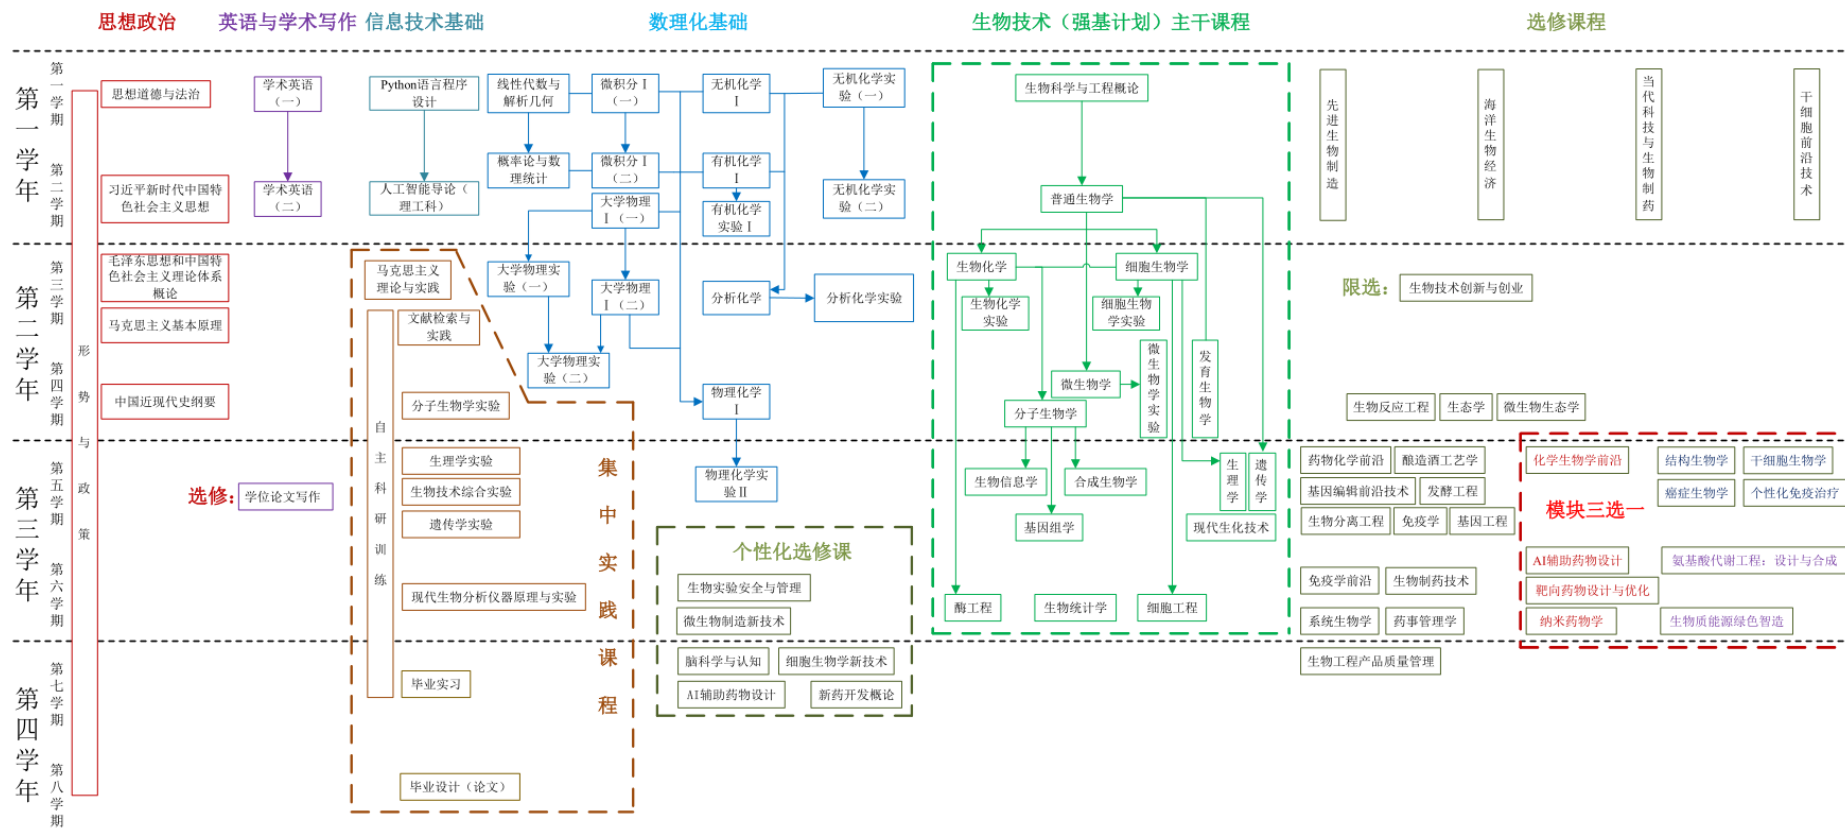 思想政治
英语与学术写作
信息技术基础
数理化基础
生物技术（强基计划）主干课程
选修课程
第一学年
第一学期
第二学期
第二学年
第三学期
第四学期
第三学年
第五学期
第六学期
第四学年
第七学期
第八学期
形势与政策
思想道德与法治
习近平新时代中国特
色社会主义思想
毛泽东思想和中国特
色社会主义理论体系
概论
马克思主义基本原理
中国近现代史纲要
学术英语
（一）
学术英语
（二）
选修：
学位论文写作
Python语言程序
设计
人工智能导论（
理工科）
线性代数与
解析几何
微积分Ⅰ
（一）
无机化学
Ⅰ
无机化学实
验（一）
概率论与数
理统计
微积分Ⅰ
（二）
有机化学
Ⅰ
无机化学实
验（二）
大学物理
Ⅰ（一）
有机化学
实验Ⅰ
大学物理实
验（一）
大学物理
Ⅰ（二）
分析化学
分析化学实验
大学物理实
验（二）
物理化学
Ⅰ
物理化学实
验Ⅱ
马克思主义
理论与实践
自主科研训练
文献检索与
实践
分子生物学实验
生理学实验
生物技术综合实验
遗传学实验
现代生物分析仪器原理与实验
毕业实习
毕业设计（论文）
集中实践课程
个性化选修课
生物实验安全与管理
微生物制造新技术
脑科学与认知
细胞生物学新技术
AI辅助药物设计
新药开发概论
生物科学与工程概论
普通生物学
生物化学
细胞生物学
生物化学
实验
细胞生物
学实验
微生物学
微生物学实验
发育生物学
分子生物学
生物信息学
合成生物学
基因组学
生理学
遗传学
现代生化技术
酶工程
生物统计学
细胞工程
先进生物制造
海洋生物经济
当代科技与生物制药
干细胞前沿技术
限选：
生物技术创新与创业
生物反应工程
生态学
微生物生态学
药物化学前沿
酿造酒工艺学
基因编辑前沿技术
发酵工程
生物分离工程
免疫学
基因工程
免疫学前沿
生物制药技术
系统生物学
药事管理学
生物工程产品质量管理
化学生物学前沿
结构生物学
干细胞生物学
癌症生物学
个性化免疫治疗
模块三选一
AI辅助药物设计
氨基酸代谢工程：设计与合成
靶向药物设计与优化
纳米药物学
生物质能源绿色智造